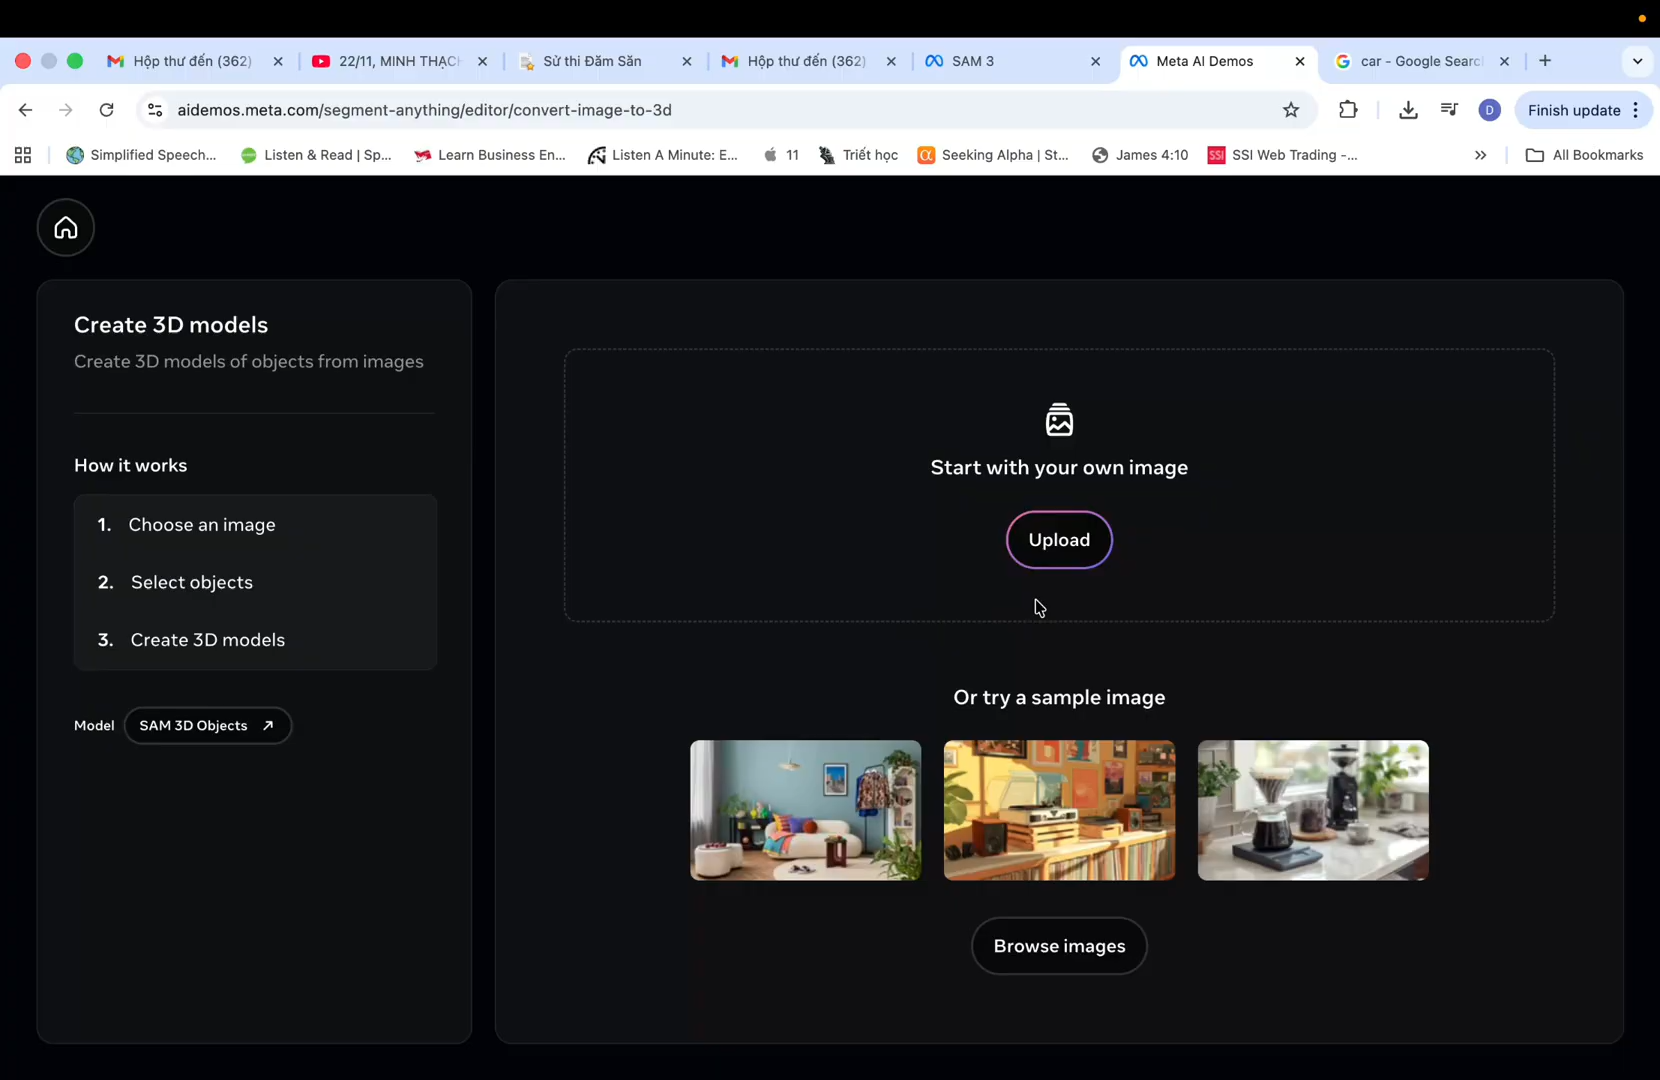 Hộp thư đến (362)
22/11, MINH THẠCH
Sử thi Đăm Săn
Hộp thư đến (362)
SAM 3
Meta AI Demos
car - Google Searc
aidemos.meta.com/segment-anything/editor/convert-image-to-3d
D
Finish update
Simplified Speech...
Listen & Read | Sp...
Learn Business En...
Listen A Minute: E...
11
Triết học
Seeking Alpha | St...
James 4:10
SSI
SSI Web Trading -...
All Bookmarks
Create 3D models
Create 3D models of objects from images
How it works
1. Choose an image
2. Select objects
3. Create 3D models
Model
SAM 3D Objects
Start with your own image
Upload
Or try a sample image
Browse images